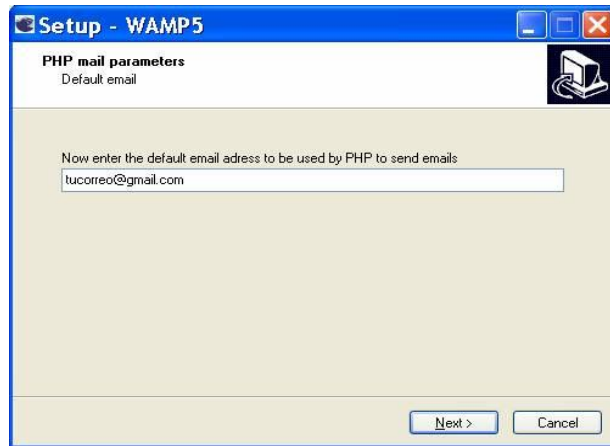 Setup - WAMP5
PHP mail parameters
Default email
Now enter the default email adress to be used by PHP to send emails
tucorreo@gmail.com
Next >
Cancel